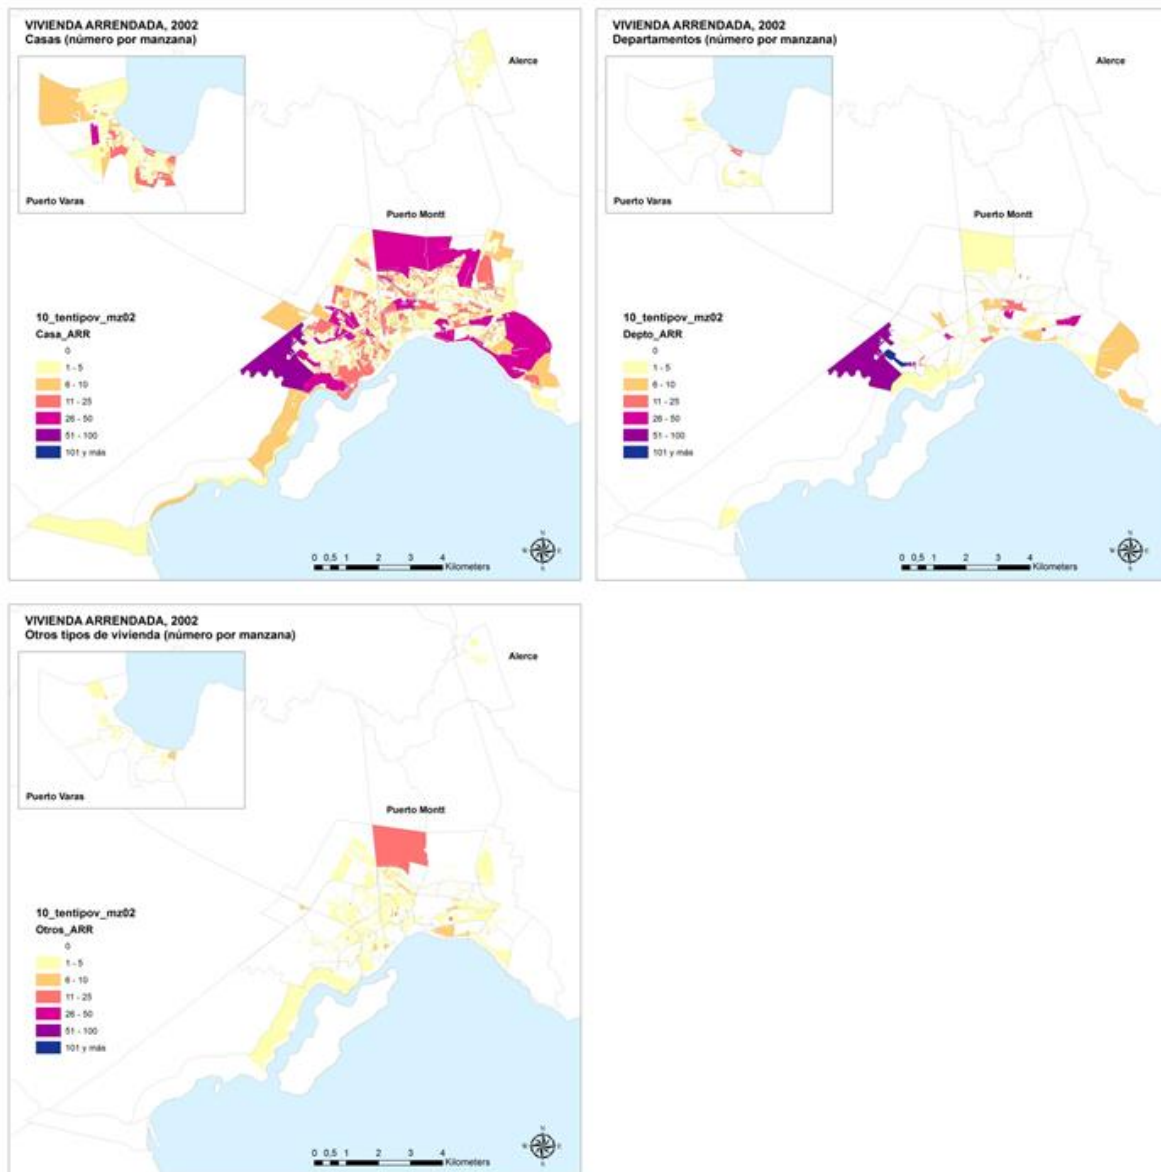 VIVIENDA ARRENDADA, 2002
Casas (número por manzana)
Alerce
Puerto Varas
Puerto Montt
10_tentipov_mz02
Casa_ARR
0
1 - 5
6 - 10
11 - 25
26 - 50
51 - 100
101 y más
N
W E
S
0 0,5 1 2 3 4
Kilometers
VIVIENDA ARRENDADA, 2002
Departamentos (número por manzana)
Alerce
Puerto Varas
Puerto Montt
10_tentipov_mz02
Depto_ARR
0
1 - 5
6 - 10
11 - 25
26 - 50
51 - 100
101 y más
N
W E
S
0 0,5 1 2 3 4
Kilometers
VIVIENDA ARRENDADA, 2002
Otros tipos de vivienda (número por manzana)
Alerce
Puerto Varas
Puerto Montt
10_tentipov_mz02
Otros_ARR
0
1 - 5
6 - 10
11 - 25
26 - 50
51 - 100
101 y más
N
W E
S
0 0,5 1 2 3 4
Kilometers